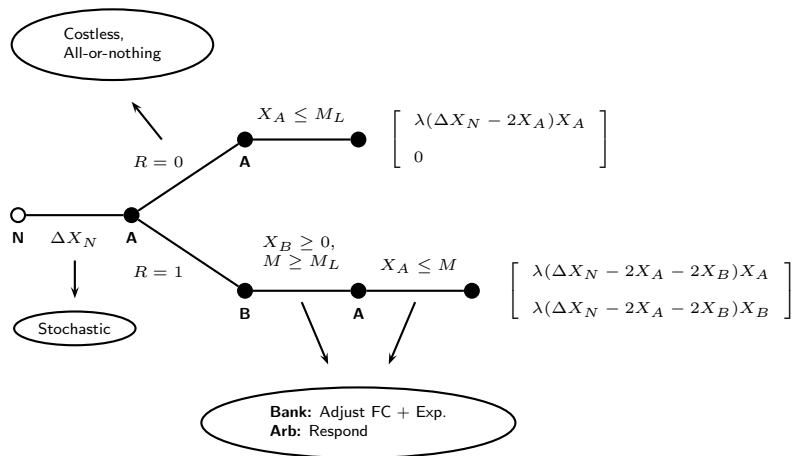 Costless,
All-or-nothing
X_A ≤ M_L
λ(ΔX_N − 2X_A)X_A
0
R = 0
A
N
ΔX_N
A
R = 1
X_B ≥ 0,
M ≥ M_L
X_A ≤ M
λ(ΔX_N − 2X_A − 2X_B)X_A
λ(ΔX_N − 2X_A − 2X_B)X_B
B
A
Stochastic
Bank: Adjust FC + Exp.
Arb: Respond